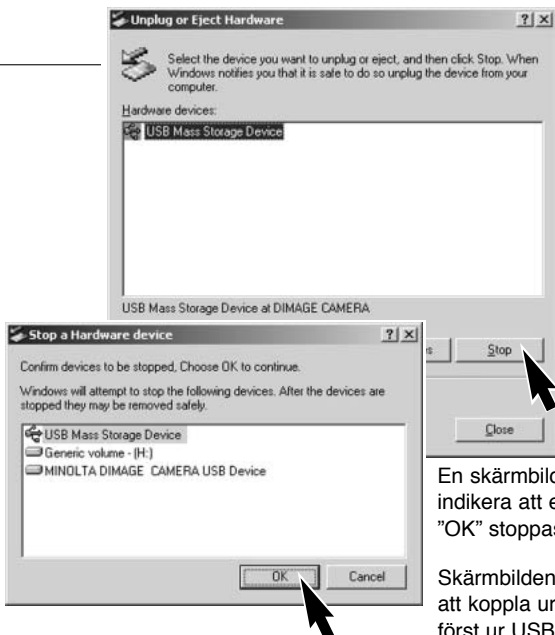 Unplug or Eject Hardware
Select the device you want to unplug or eject, and then click Stop. When
Windows notifies you that it is safe to do so unplug the device from your
computer.
Hardware devices:
USB Mass Storage Device
USB Mass Storage Device at DIMAGE CAMERA
Stop
Close
Stop a Hardware device
Confirm devices to be stopped, Choose OK to continue.
Windows will attempt to stop the following devices. After the devices are
stopped they may be removed safely.
USB Mass Storage Device
Generic volume - (H:)
MINOLTA DIMAGE CAMERA USB Device
OK
Cancel
En skärmbild
indikera att
"OK" stoppas
Skärmbilden
att koppla ur
först ur USB